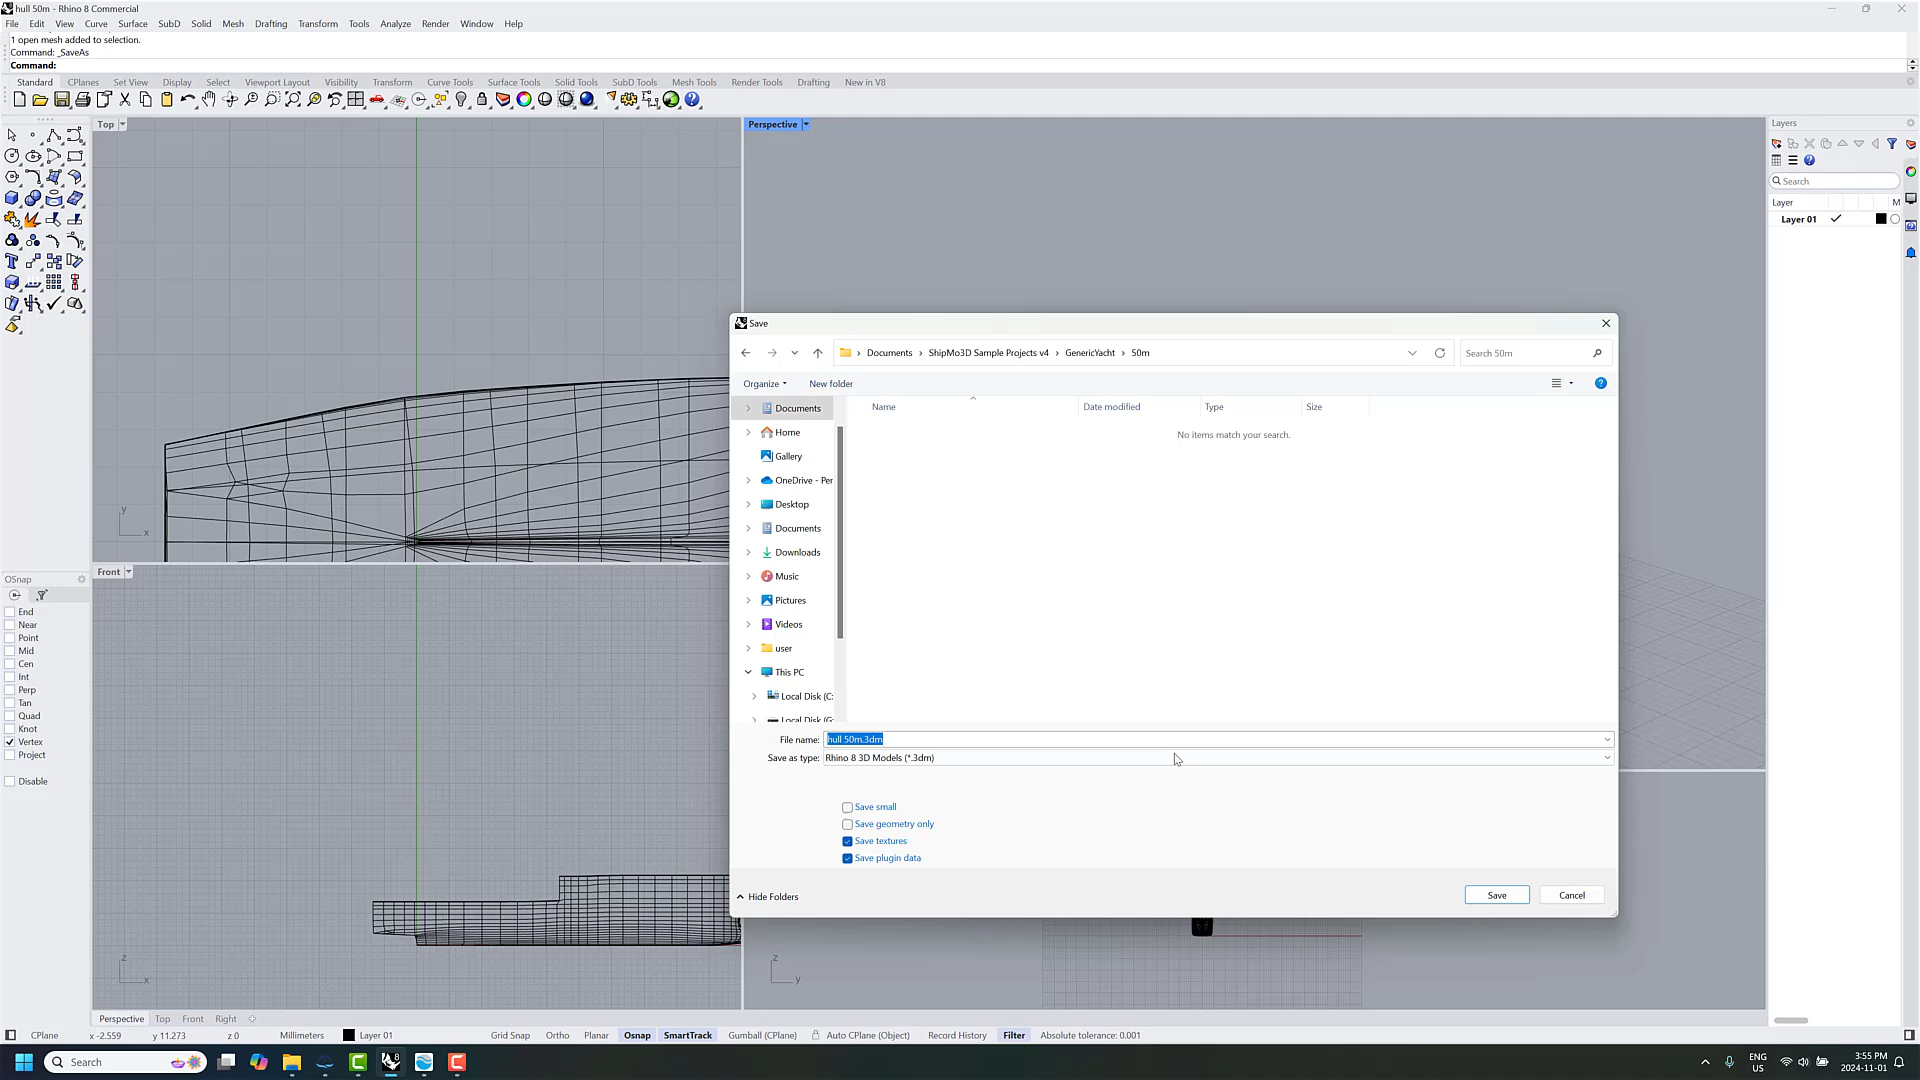 hull 50m - Rhino 8 Commercial
File Edit View Curve Surface SubD Solid Mesh Drafting Transform Tools Analyze Render Window Help
1 open mesh added to selection.
Command: _SaveAs
Command:
Standard CPlanes Set View Display Select Viewport Layout Visibility Transform Curve Tools Surface Tools Solid Tools SubD Tools Mesh Tools Render Tools Drafting New in V8
Top
Perspective
Layers
Search
Layer M
Layer 01
y
x
Front
z
x
z
y
OSnap
End
Near
Point
Mid
Cen
Int
Perp
Tan
Quad
Knot
Vertex
Project
Disable
Save
Documents > ShipMo3D Sample Projects v4 > GenericYacht > 50m
Search 50m
Organize New folder
Name Date modified Type Size
No items match your search.
Documents
Home
Gallery
OneDrive - Per
Desktop
Documents
Downloads
Music
Pictures
Videos
user
This PC
Local Disk (C:
Local Disk (G:
File name: hull 50m.3dm
Save as type: Rhino 8 3D Models (*.3dm)
Save small
Save geometry only
Save textures
Save plugin data
Hide Folders
Save Cancel
Perspective Top Front Right
CPlane x -2.559 y 11.273 z 0 Millimeters Layer 01 Grid Snap Ortho Planar Osnap SmartTrack Gumball (CPlane) Auto CPlane (Object) Record History Filter Absolute tolerance: 0.001
Search
ENG
US
3:55 PM
2024-11-01